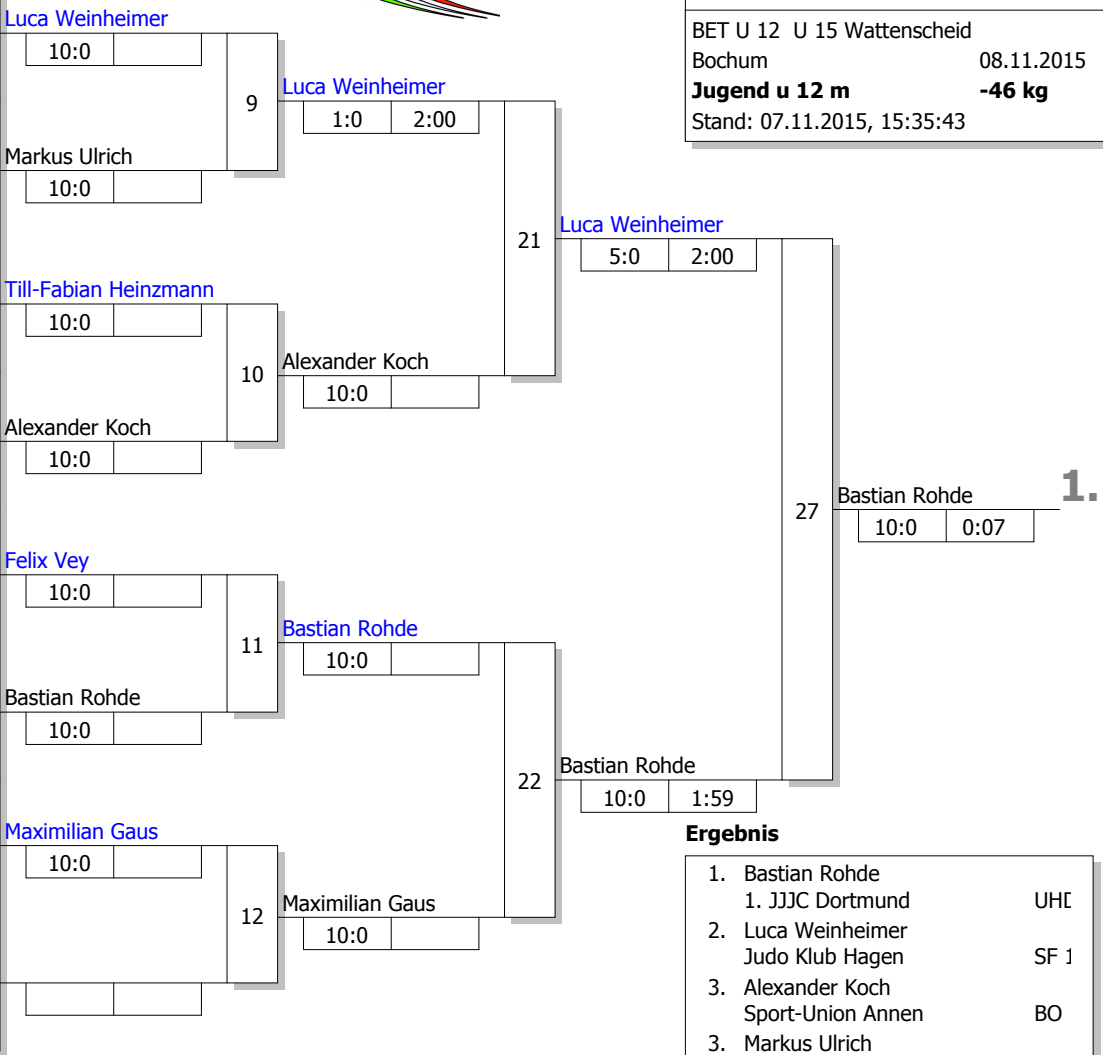 Luca Weinheimer
10:0
9
Luca Weinheimer
1:0 2:00
Markus Ulrich
10:0
21
Luca Weinheimer
5:0 2:00
Till-Fabian Heinzmann
10:0
10
Alexander Koch
10:0
Alexander Koch
10:0
27
Bastian Rohde
10:0 0:07
1.
Felix Vey
10:0
11
Bastian Rohde
10:0
Bastian Rohde
10:0
22
Bastian Rohde
10:0 1:59
Maximilian Gaus
10:0
12
Maximilian Gaus
10:0
BET U 12 U 15 Wattenscheid
Bochum 08.11.2015
Jugend u 12 m -46 kg
Stand: 07.11.2015, 15:35:43
Ergebnis
1. Bastian Rohde
1. JJJC Dortmund
2. Luca Weinheimer
Judo Klub Hagen SF
3. Alexander Koch
Sport-Union Annen BO
3. Markus Ulrich